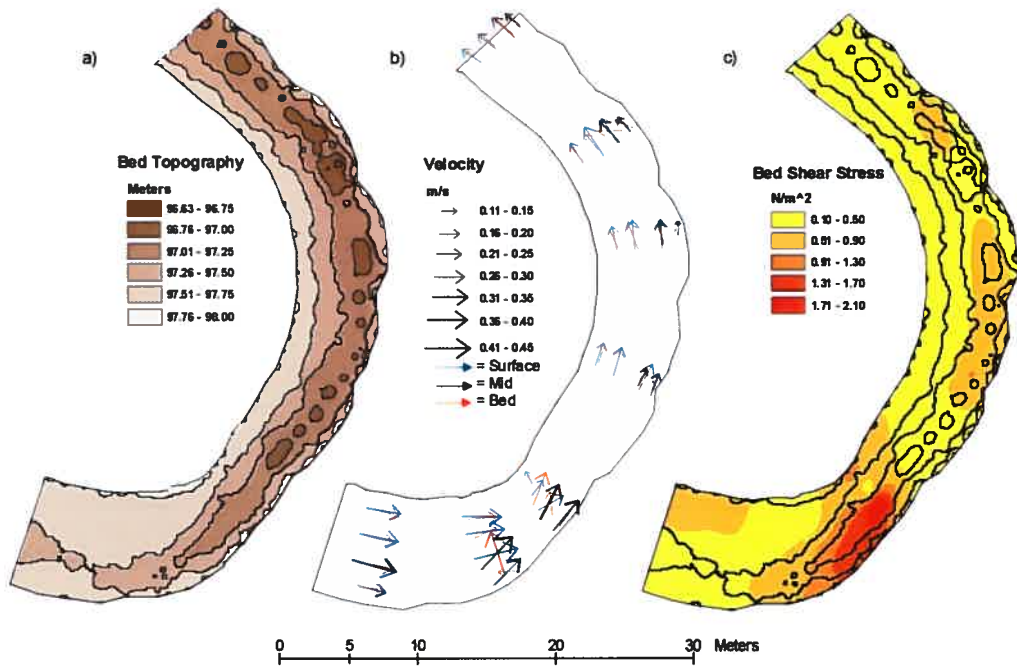 a)
Bed Topography
Meters
96.63 - 96.75
96.76 - 97.00
97.01 - 97.25
97.26 - 97.50
97.51 - 97.75
97.76 - 98.00
b)
Velocity
m/s
0.11 - 0.15
0.16 - 0.20
0.21 - 0.25
0.26 - 0.30
0.31 - 0.35
0.36 - 0.40
0.41 - 0.45
= Surface
= Mid
= Bed
c)
Bed Shear Stress
N/m^2
0.10 - 0.50
0.51 - 0.90
0.91 - 1.30
1.31 - 1.70
1.71 - 2.10
0 5 10 20 30 Meters